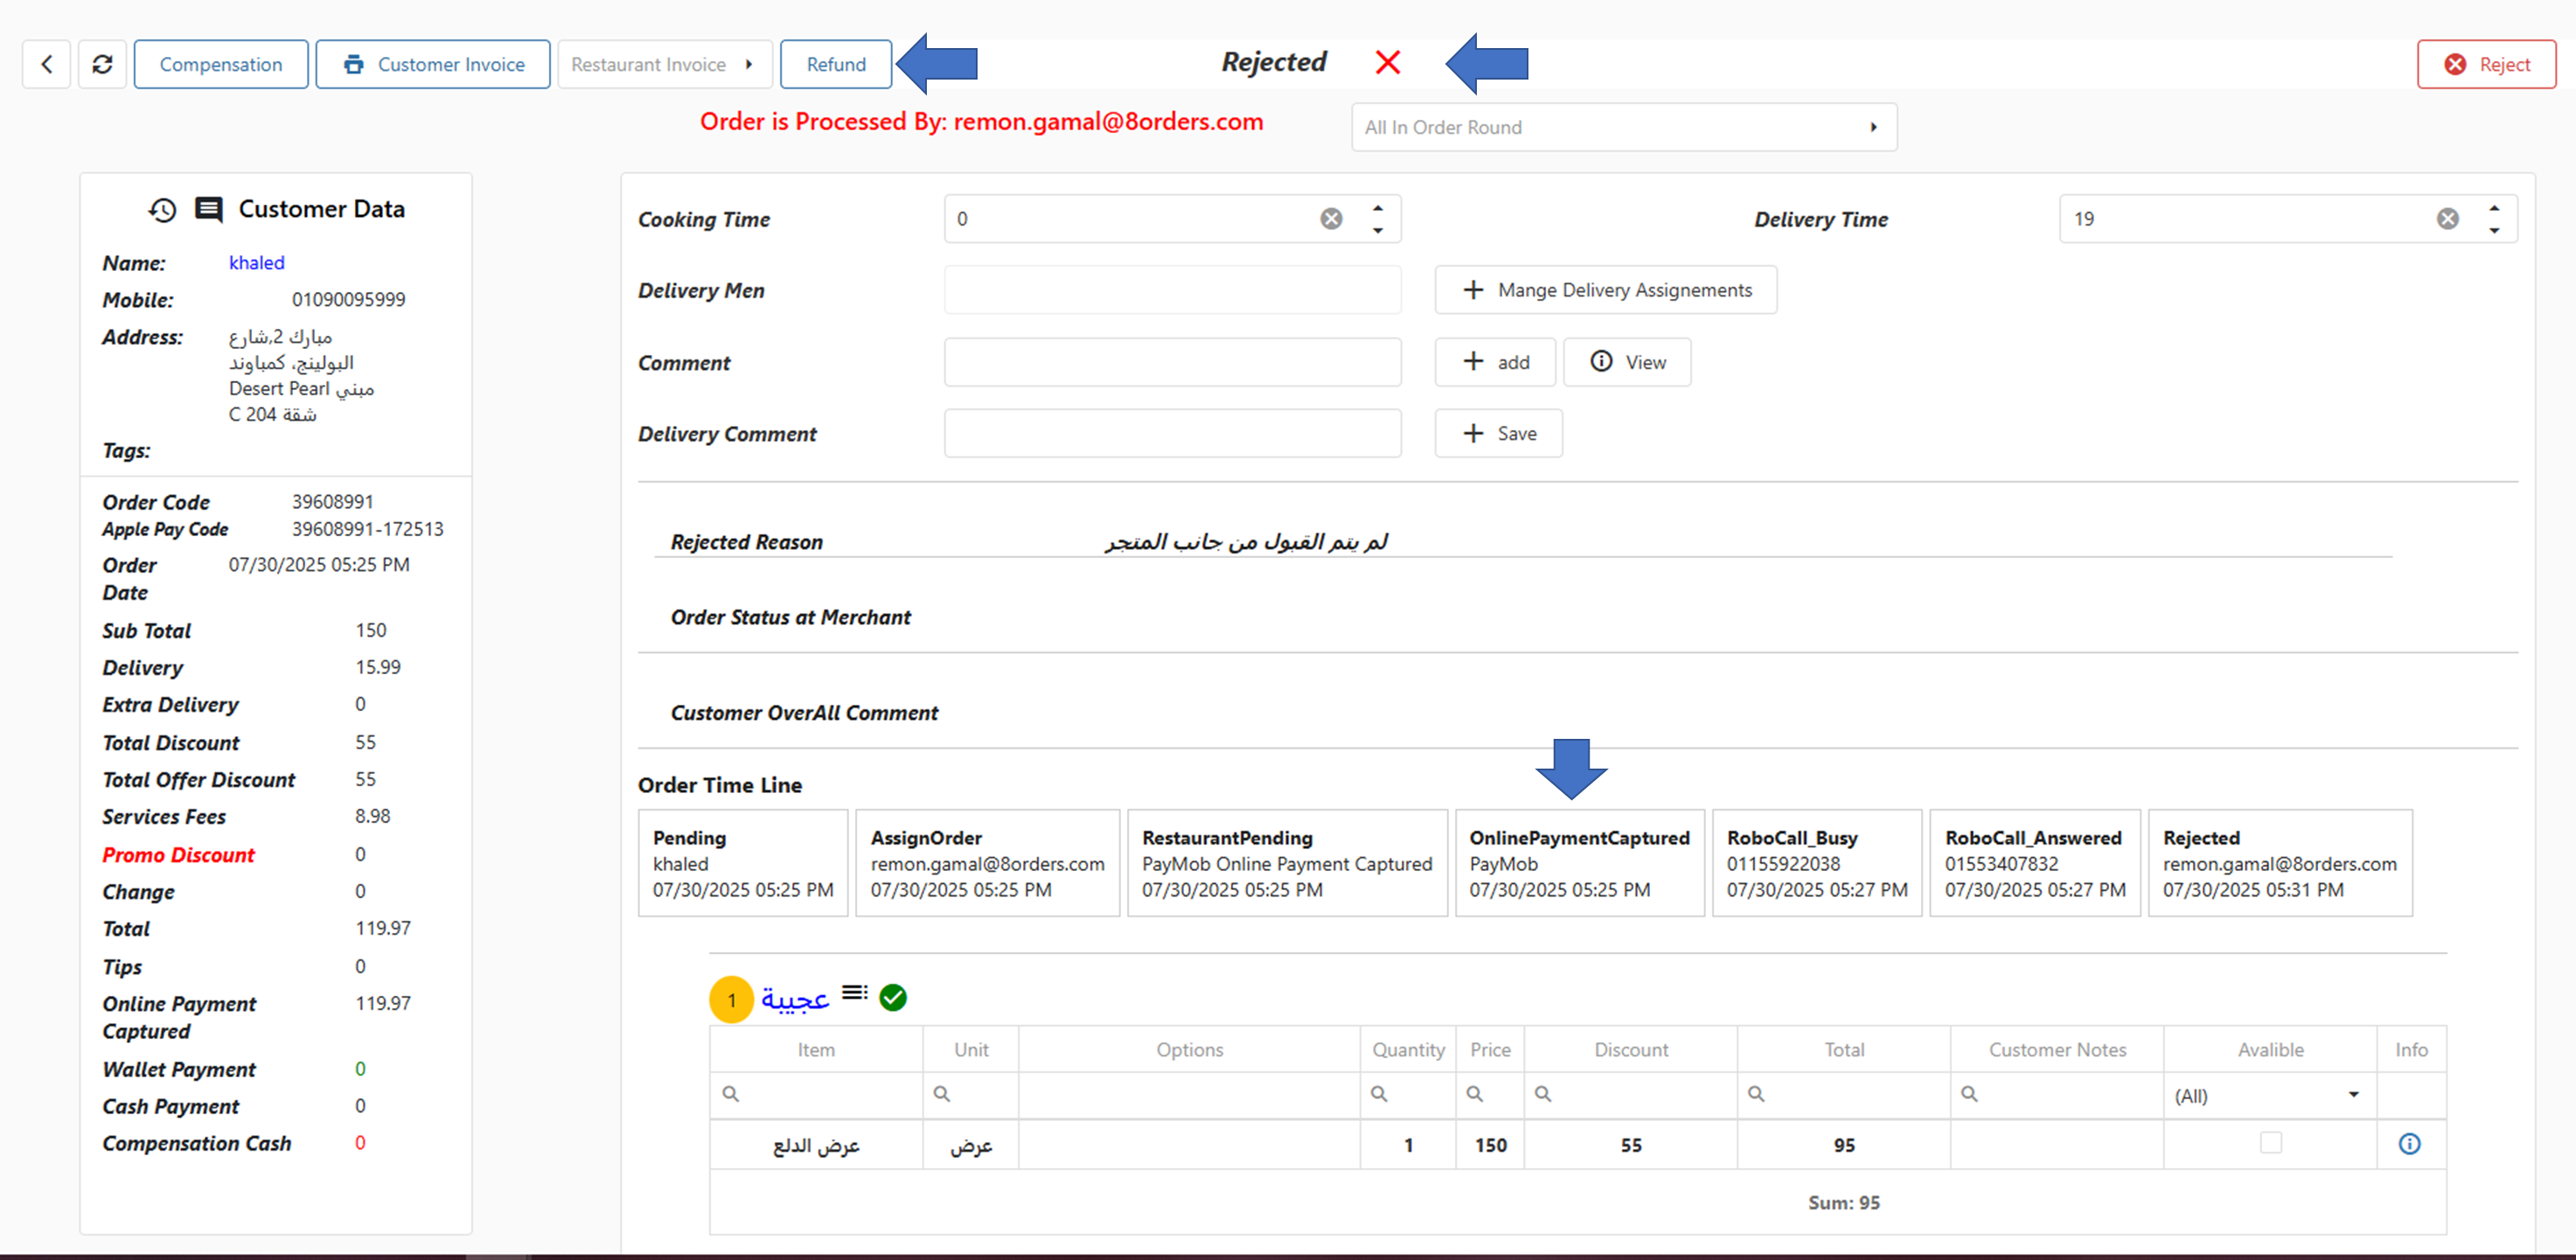 Compensation
Customer Invoice
Restaurant Invoice
Refund
Rejected
Reject
Order is Processed By: remon.gamal@8orders.com
All In Order Round
Customer Data
Name: khaled
Mobile: 01090095999
Address: مبارك 2,شارع
البولينج، كمباوند
Desert Pearl مبني
C 204 شقة
Tags:
Order Code 39608991
Apple Pay Code 39608991-172513
Order Date 07/30/2025 05:25 PM
Sub Total 150
Delivery 15.99
Extra Delivery 0
Total Discount 55
Total Offer Discount 55
Services Fees 8.98
Promo Discount 0
Change 0
Total 119.97
Tips 0
Online Payment Captured 119.97
Wallet Payment 0
Cash Payment 0
Compensation Cash 0
Cooking Time 0
Delivery Time 19
Delivery Men
Mange Delivery Assignements
Comment
add
View
Delivery Comment
Save
Rejected Reason لم يتم القبول من جانب المتجر
Order Status at Merchant
Customer OverAll Comment
Order Time Line
Pending
khaled
07/30/2025 05:25 PM
AssignOrder
remon.gamal@8orders.com
07/30/2025 05:25 PM
RestaurantPending
PayMob Online Payment Captured
07/30/2025 05:25 PM
OnlinePaymentCaptured
PayMob
07/30/2025 05:25 PM
RoboCall_Busy
01155922038
07/30/2025 05:27 PM
RoboCall_Answered
01553407832
07/30/2025 05:27 PM
Rejected
remon.gamal@8orders.com
07/30/2025 05:31 PM
1 عجيبة
Item Unit Options Quantity Price Discount Total Customer Notes Avalible Info
(All)
عرض الدلع عرض 1 150 55 95
Sum: 95